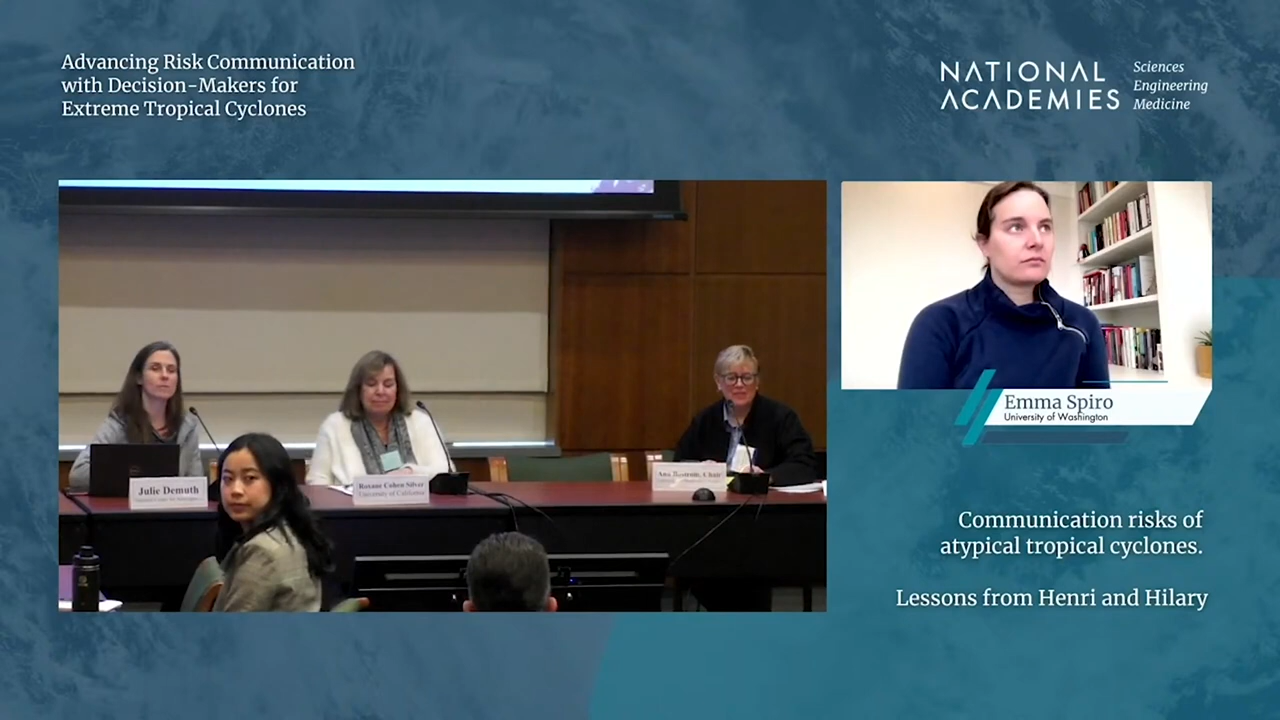 Advancing Risk Communication
with Decision-Makers for
Extreme Tropical Cyclones
NATIONAL
ACADEMIES
Sciences
Engineering
Medicine
Julie Demuth
Roxane Cohen Silver
University of California
Chair
Emma Spiro
University of Washington
Communication risks of
atypical tropical cyclones.
Lessons from Henri and Hilary